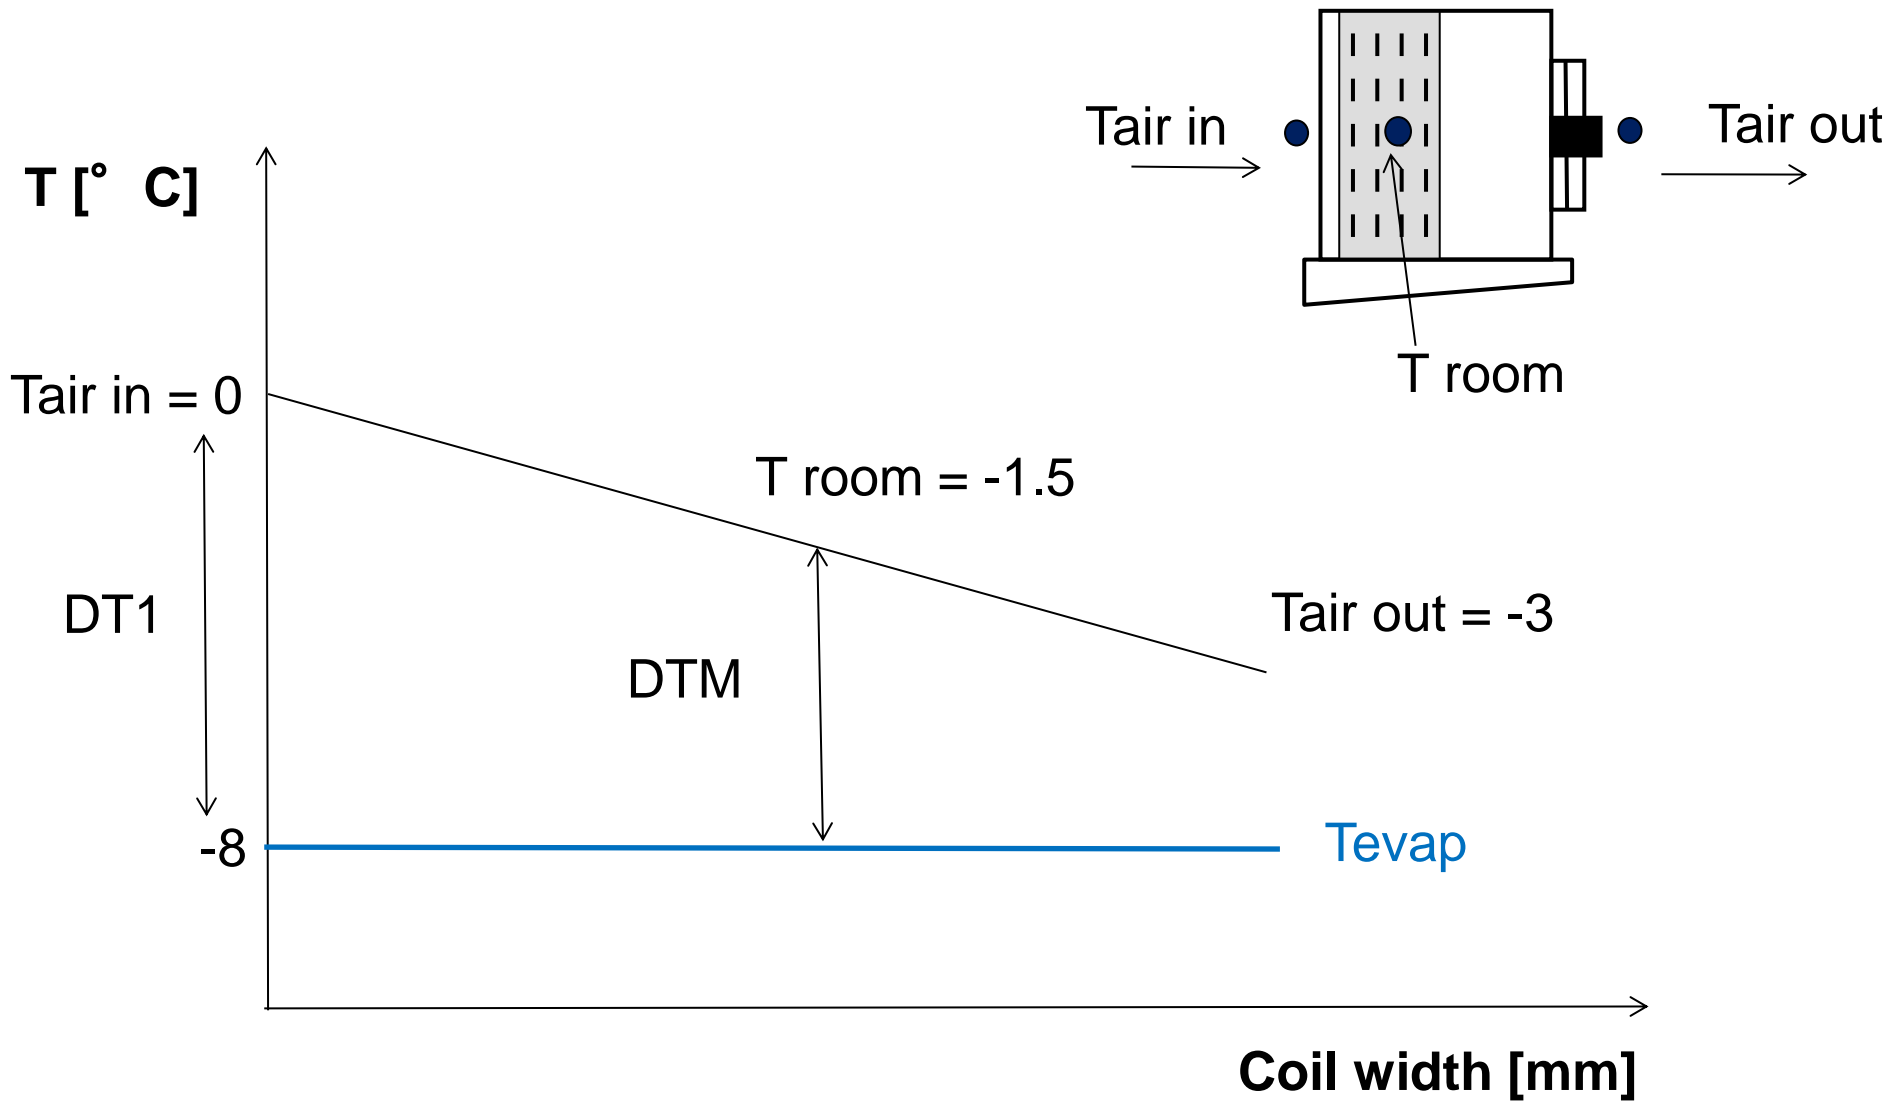 Tair in
Tair out
T [° C]
T room
Tair in = 0
T room = -1.5
DT1
Tair out = -3
DTM
-8
Tevap
Coil width [mm]